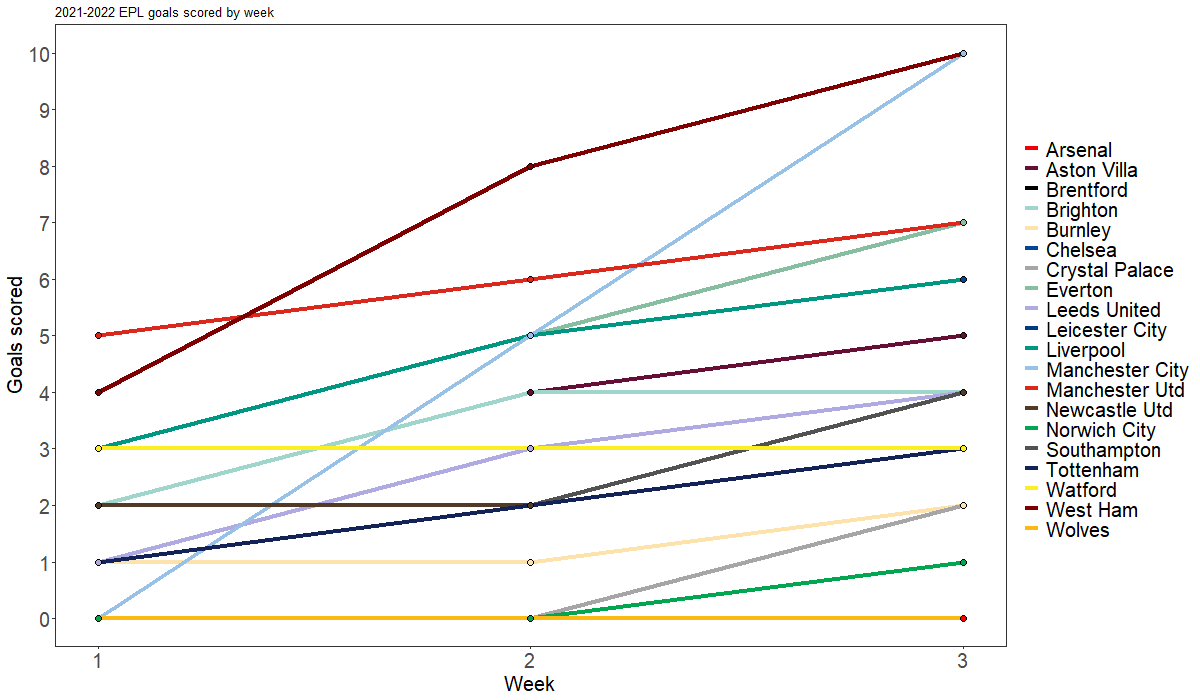 2021-2022 EPL goals scored by week
Goals scored
10
9
8
7
6
5
4
3
2
1
0
1 2 3
Week
Arsenal
Aston Villa
Brentford
Brighton
Burnley
Chelsea
Crystal Palace
Everton
Leeds United
Leicester City
Liverpool
Manchester City
Manchester Utd
Newcastle Utd
Norwich City
Southampton
Tottenham
Watford
West Ham
Wolves